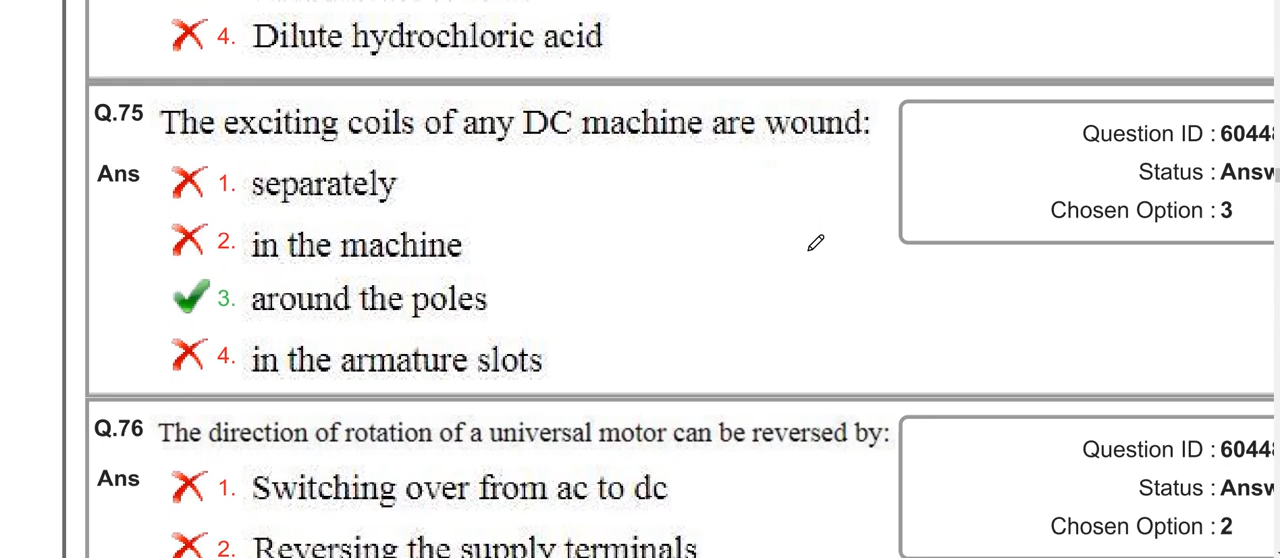 4. Dilute hydrochloric acid
Q.75 The exciting coils of any DC machine are wound:
Ans 1. separately
2. in the machine
3. around the poles
4. in the armature slots
Question ID : 6044
Status : Answ
Chosen Option : 3
Q.76 The direction of rotation of a universal motor can be reversed by:
Ans 1. Switching over from ac to dc
2. Reversing the supply terminals
Question ID : 6044
Status : Answ
Chosen Option : 2